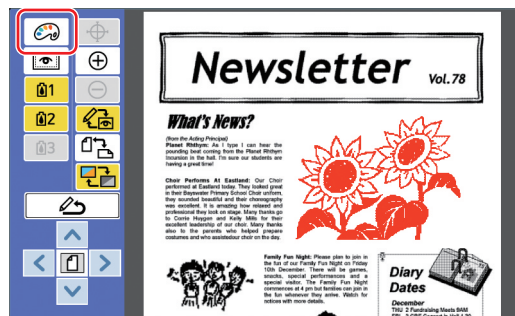 1
2
3
Newsletter Vol.78
What's News?
(from the Acting Principal)
Planet Rhithym: As I type I can hear the
pounding beat coming from the Planet Rhithym
Incursion in the hall. I'm sure our students are
having a great time!
Choir Performs At Eastland: Our Choir
performed at Eastland today. They looked great
in their Bayswater Primary School Choir uniform,
they sounded beautiful and their choreography
was excellent. It is amazing how relaxed and
professional they look on stage. Many thanks go
to Corrie Huygen and Kelly Mills for their
excellent leadership of our choir. Many thanks
also to the parents who helped prepare
costumes and who assisted our choir on the day.
Family Fun Night: Please plan to join in
the fun of our Family Fun Night on Friday
10th December. There will be games,
snacks, special performances and a
special visitor. The Family Fun Night
commences at 4 pm but families can join in
the fun whenever they arrive. Watch for
notices with more details.
Diary
Dates
December
THU 2 Fundraising Meets 9AM